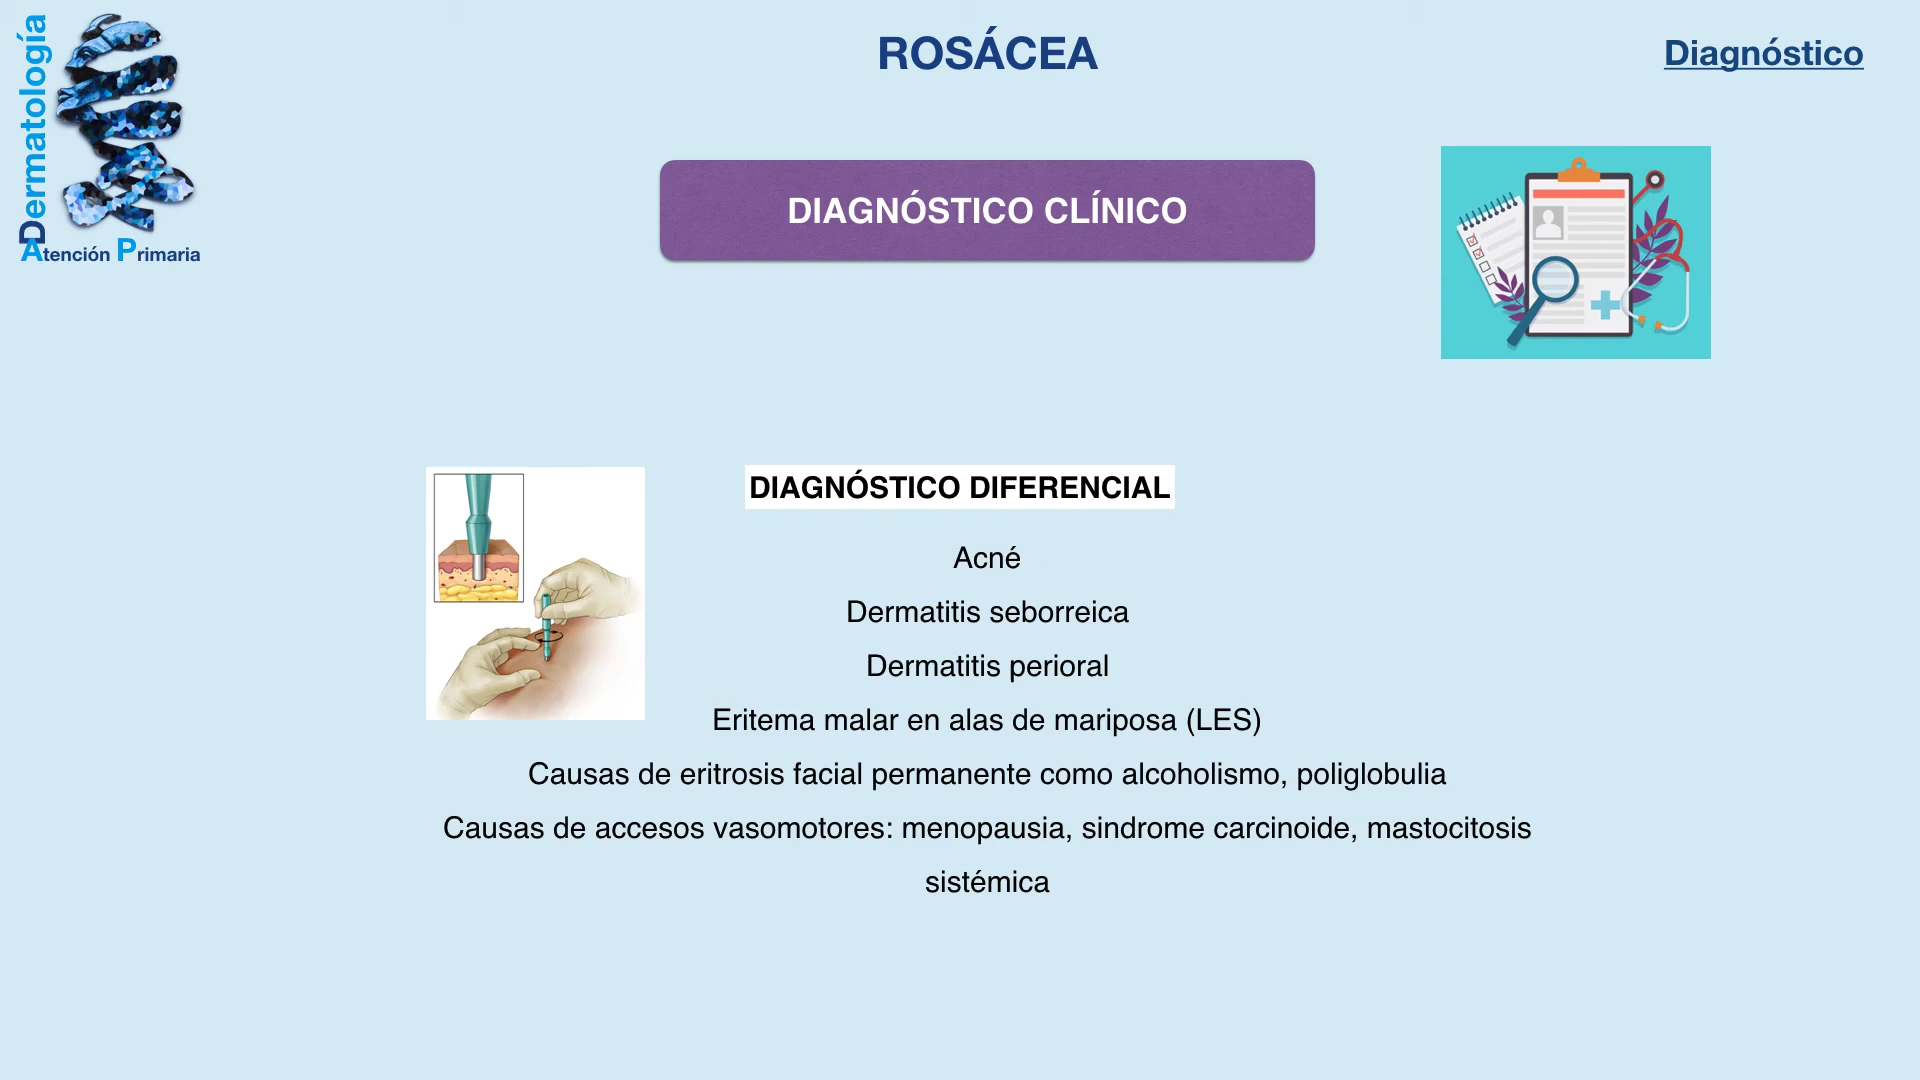 Dermatología
Atención Primaria
ROSÁCEA
Diagnóstico
DIAGNÓSTICO CLÍNICO
DIAGNÓSTICO DIFERENCIAL
Acné
Dermatitis seborreica
Dermatitis perioral
Eritema malar en alas de mariposa (LES)
Causas de eritrosis facial permanente como alcoholismo, poliglobulia
Causas de accesos vasomotores: menopausia, sindrome carcinoide, mastocitosis
sistémica